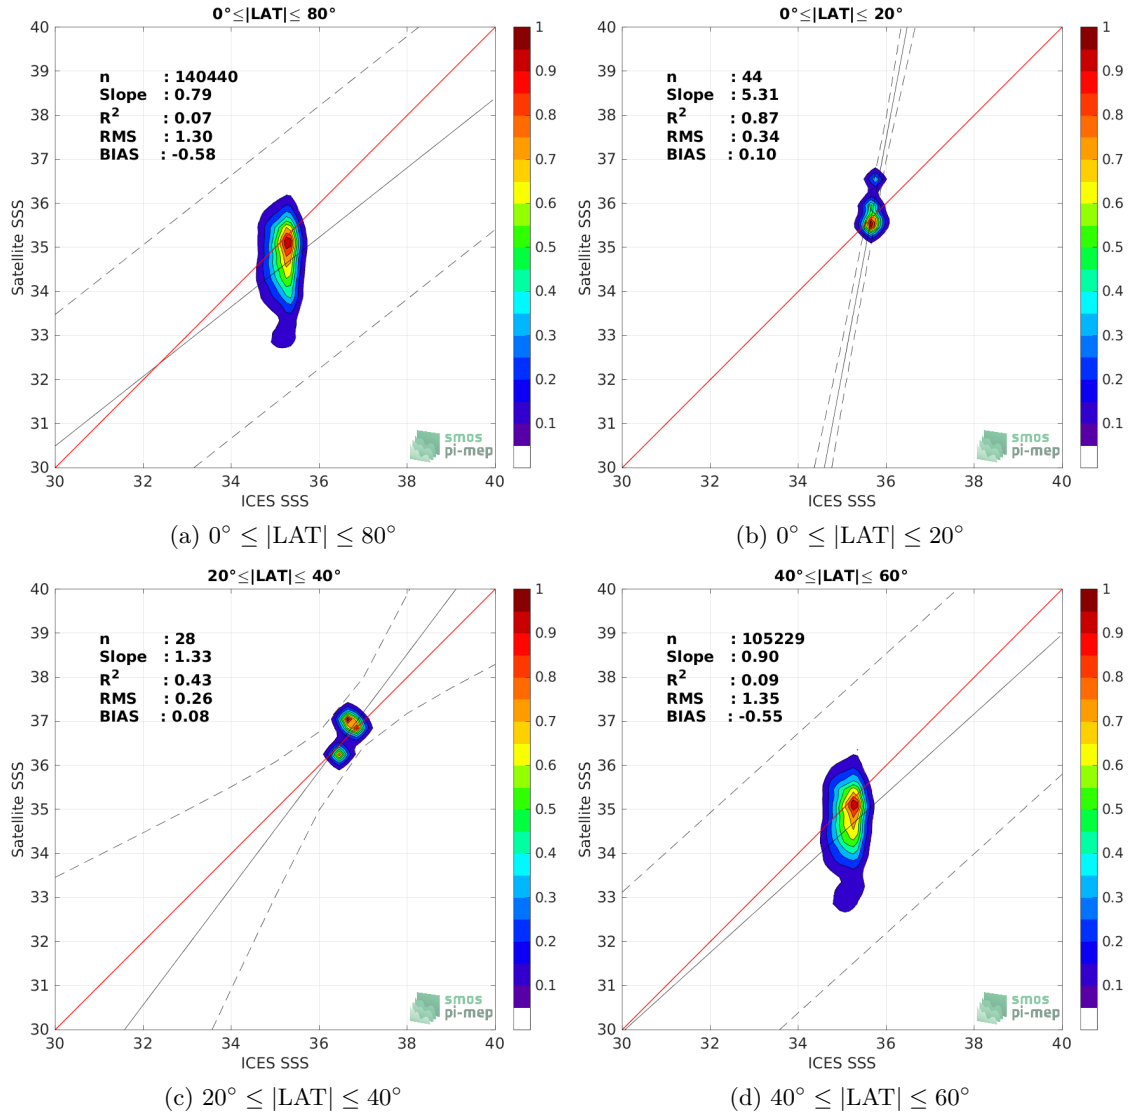 0°≤|LAT|≤ 80°
40
39
38
37
36
35
34
33
32
31
30
Satellite SSS
n : 140440
Slope : 0.79
R² : 0.07
RMS : 1.30
BIAS : -0.58
smos
pi-mep
30 32 34 36 38 40
ICES SSS
1
0.9
0.8
0.7
0.6
0.5
0.4
0.3
0.2
0.1
(a) 0° ≤ |LAT| ≤ 80°
0°≤|LAT|≤ 20°
40
39
38
37
36
35
34
33
32
31
30
Satellite SSS
n : 44
Slope : 5.31
R² : 0.87
RMS : 0.34
BIAS : 0.10
smos
pi-mep
30 32 34 36 38 40
ICES SSS
1
0.9
0.8
0.7
0.6
0.5
0.4
0.3
0.2
0.1
(b) 0° ≤ |LAT| ≤ 20°
20°≤|LAT|≤ 40°
40
39
38
37
36
35
34
33
32
31
30
Satellite SSS
n : 28
Slope : 1.33
R² : 0.43
RMS : 0.26
BIAS : 0.08
smos
pi-mep
30 32 34 36 38 40
ICES SSS
1
0.9
0.8
0.7
0.6
0.5
0.4
0.3
0.2
0.1
(c) 20° ≤ |LAT| ≤ 40°
40°≤|LAT|≤ 60°
40
39
38
37
36
35
34
33
32
31
30
Satellite SSS
n : 105229
Slope : 0.90
R² : 0.09
RMS : 1.35
BIAS : -0.55
smos
pi-mep
30 32 34 36 38 40
ICES SSS
1
0.9
0.8
0.7
0.6
0.5
0.4
0.3
0.2
0.1
(d) 40° ≤ |LAT| ≤ 60°